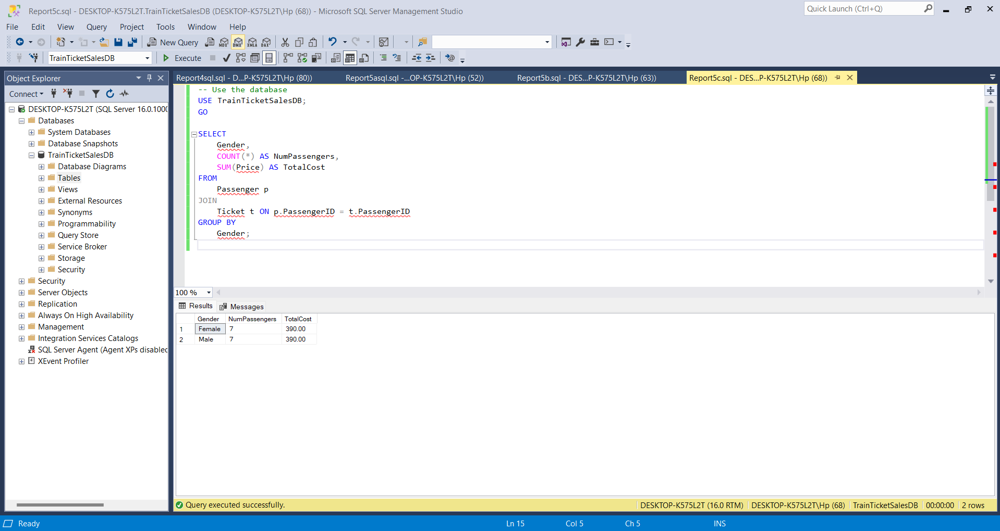 Report5c.sql - DESKTOP-K575L2T.TrainTicketSalesDB (DESKTOP-K575L2T\Hp (68)) - Microsoft SQL Server Management Studio
Quick Launch (Ctrl+Q)
File Edit View Query Project Tools Window Help
New Query MDX DMX XMLA DAX
TrainTicketSalesDB Execute
Object Explorer
Connect
DESKTOP-K575L2T (SQL Server 16.0.1000
Databases
System Databases
Database Snapshots
TrainTicketSalesDB
Database Diagrams
Tables
Views
External Resources
Synonyms
Programmability
Query Store
Service Broker
Storage
Security
Security
Server Objects
Replication
Always On High Availability
Management
Integration Services Catalogs
SQL Server Agent (Agent XPs disabled
XEvent Profiler
Report4sql.sql - D...P-K575L2T\Hp (80)) Report5asql.sql -...OP-K575L2T\Hp (52)) Report5b.sql - DES...P-K575L2T\Hp (63)) Report5c.sql - DES...P-K575L2T\Hp (68))
-- Use the database
USE TrainTicketSalesDB;
GO
SELECT
Gender,
COUNT(*) AS NumPassengers,
SUM(Price) AS TotalCost
FROM
Passenger p
JOIN
Ticket t ON p.PassengerID = t.PassengerID
GROUP BY
Gender;
100 %
Results Messages
Gender NumPassengers TotalCost
1 Female 7 390.00
2 Male 7 390.00
Query executed successfully. DESKTOP-K575L2T (16.0 RTM) DESKTOP-K575L2T\Hp (68) TrainTicketSalesDB 00:00:00 2 rows
Ready Ln 15 Col 5 Ch 5 INS